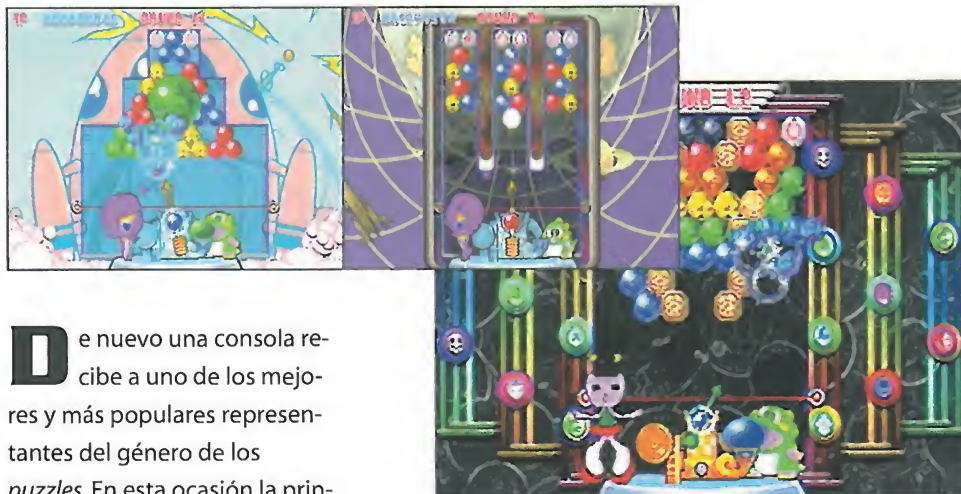 De nuevo una consola re-
cibe a uno de los mejo-
res y más populares represen-
tantes del género de los
puzzles. En esta ocasión la prin-